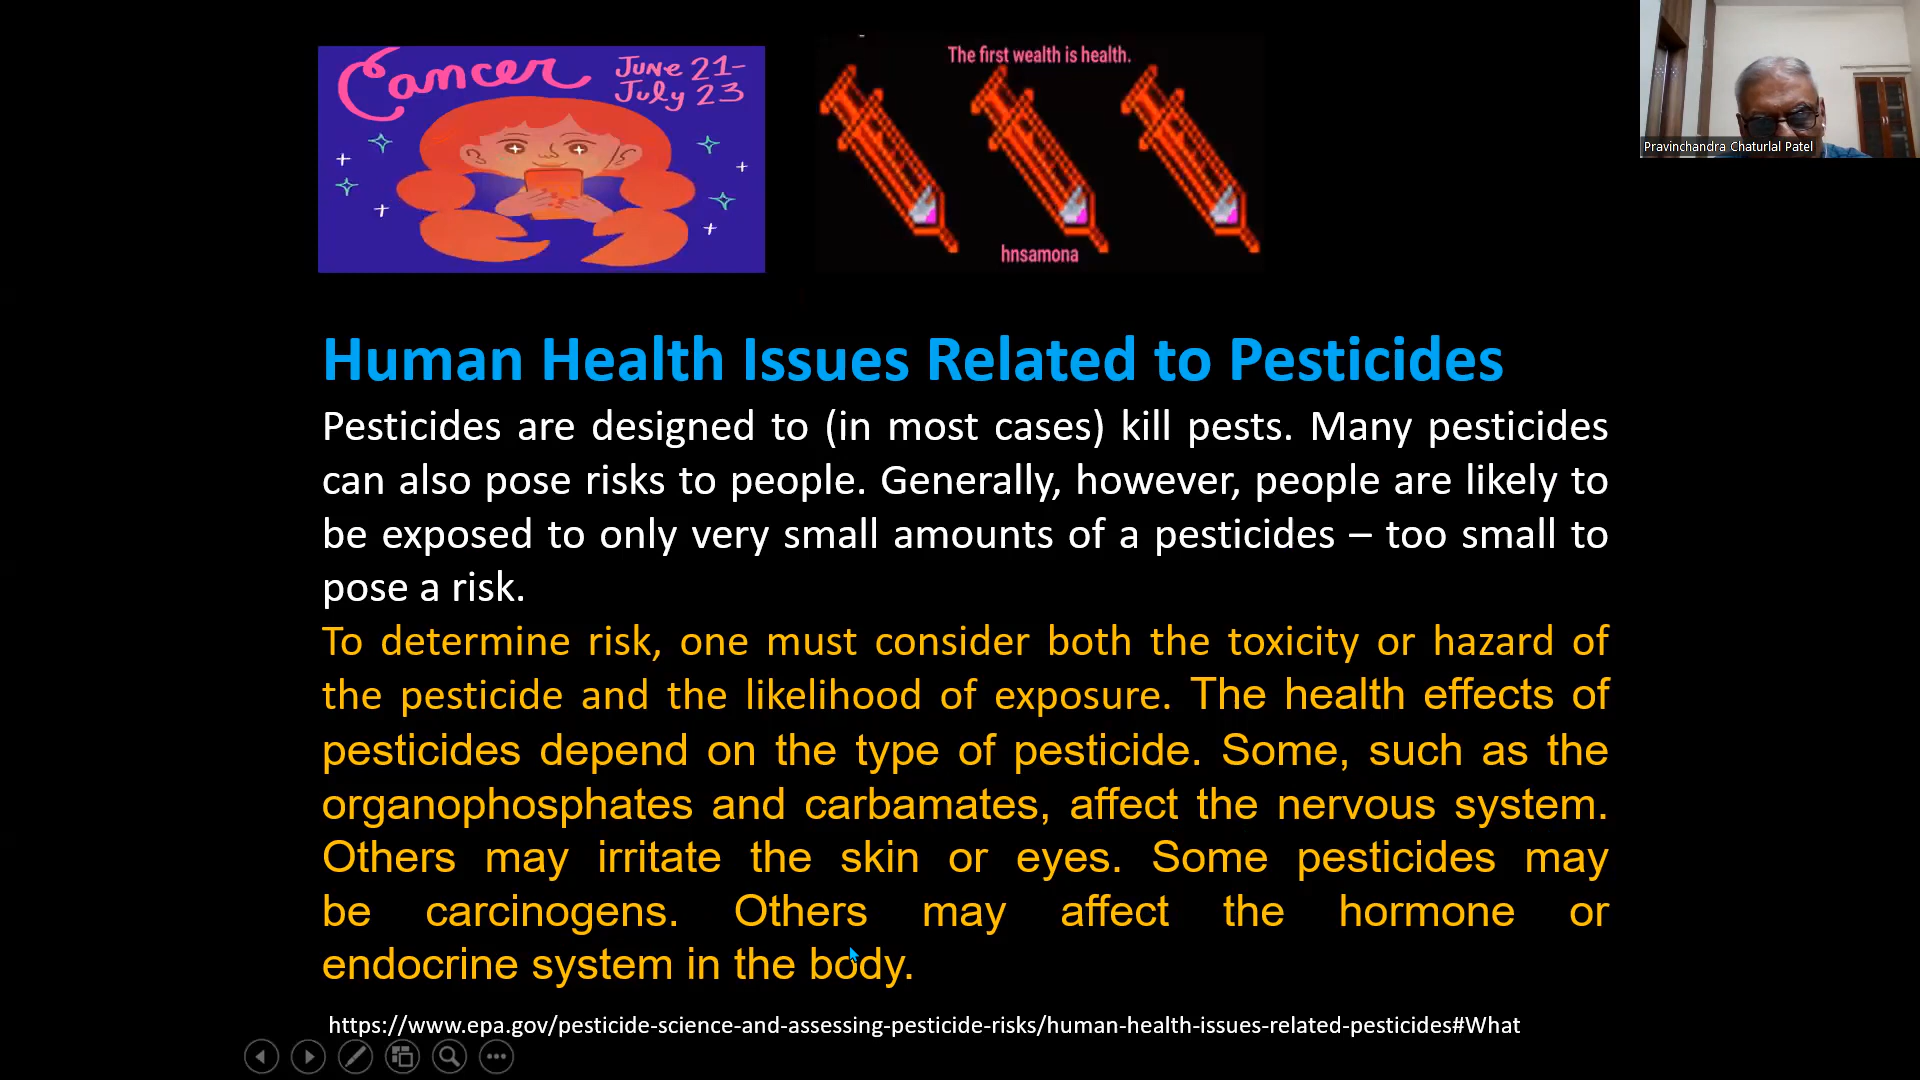 Cancer
June 21-
July 23
The first wealth is health.
hnsamona
Pravinchandra Chaturlal Patel
Human Health Issues Related to Pesticides
Pesticides are designed to (in most cases) kill pests. Many pesticides
can also pose risks to people. Generally, however, people are likely to
be exposed to only very small amounts of a pesticides – too small to
pose a risk.
To determine risk, one must consider both the toxicity or hazard of
the pesticide and the likelihood of exposure. The health effects of
pesticides depend on the type of pesticide. Some, such as the
organophosphates and carbamates, affect the nervous system.
Others may irritate the skin or eyes. Some pesticides may
be carcinogens. Others may affect the hormone or
endocrine system in the body.
https://www.epa.gov/pesticide-science-and-assessing-pesticide-risks/human-health-issues-related-pesticides#What